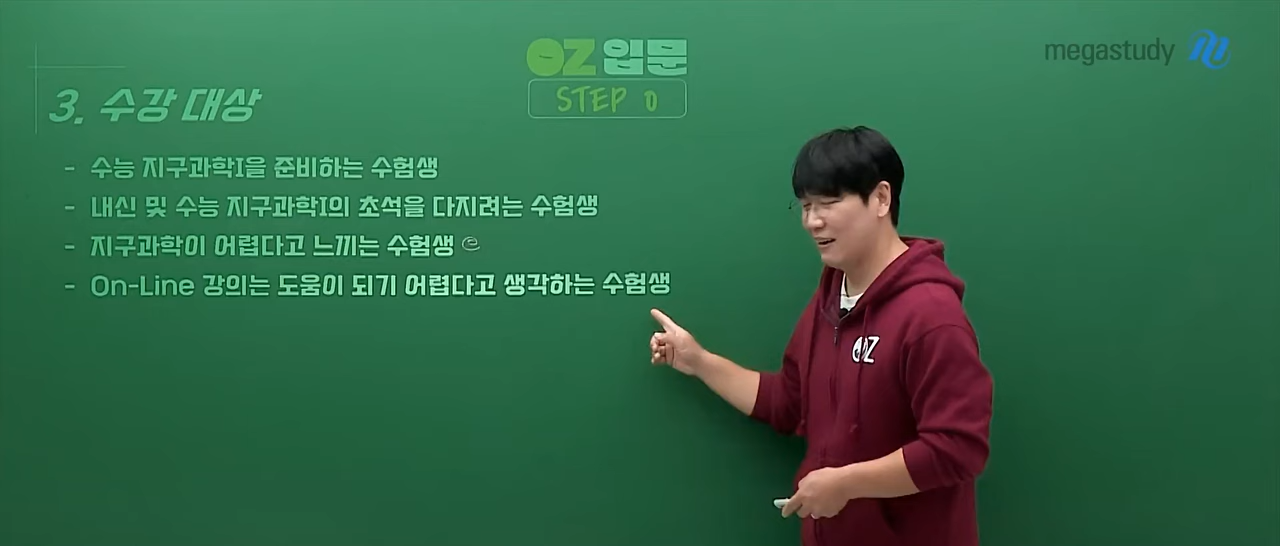 OZ 입문
STEP 0
megastudy
3. 수강 대상
- 수능 지구과학I을 준비하는 수험생
- 내신 및 수능 지구과학I의 초석을 다지려는 수험생
- 지구과학이 어렵다고 느끼는 수험생
- On-Line 강의는 도움이 되기 어렵다고 생각하는 수험생
OZ